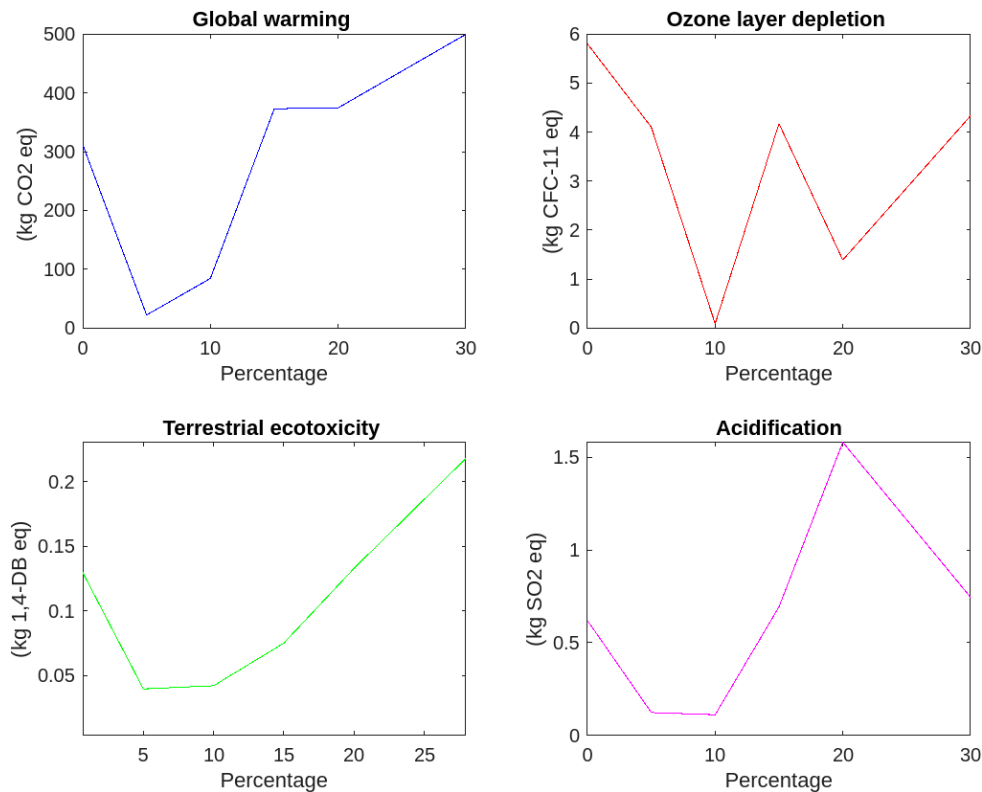 Global warming
500
400
300
200
100
0
(kg CO2 eq)
0 10 20 30
Percentage
Ozone layer depletion
6
5
4
3
2
1
0
(kg CFC-11 eq)
0 10 20 30
Percentage
Terrestrial ecotoxicity
0.2
0.15
0.1
0.05
(kg 1,4-DB eq)
5 10 15 20 25
Percentage
Acidification
1.5
1
0.5
0
(kg SO2 eq)
0 10 20 30
Percentage